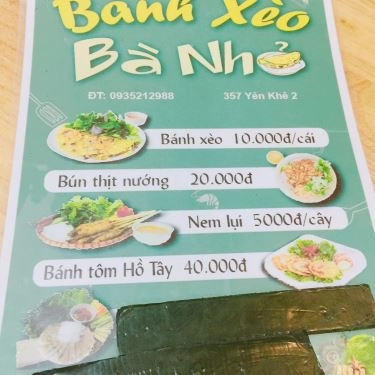 Bánh Xèo
Bà Nhỏ
ĐT: 0935212988 357 Yên Khê 2
Bánh xèo 10.000đ/cái
Bún thịt nướng 20.000đ
Nem lụi 5000đ/cây
Bánh tôm Hồ Tây 40.000đ